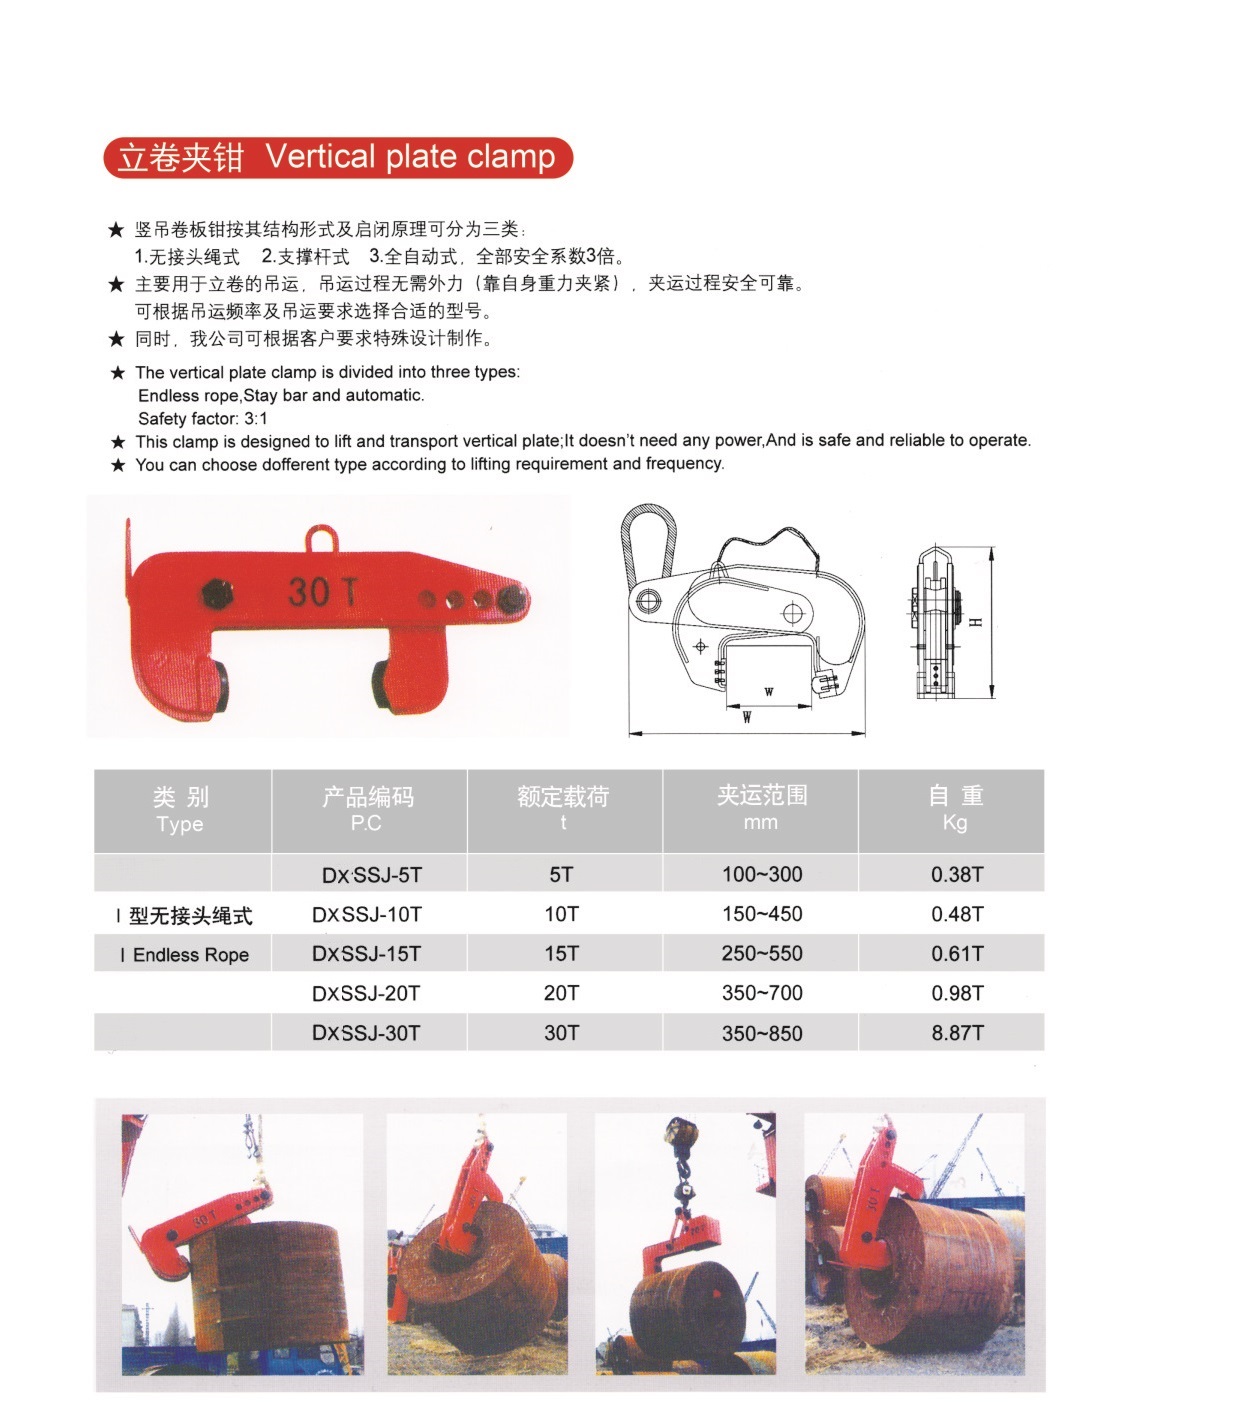 立卷夹钳 Vertical plate clamp
★ 竖吊卷板钳按其结构形式及启闭原理可分为三类:
1.无接头绳式 2.支撑杆式 3.全自动式，全部安全系数3倍。
★ 主要用于立卷的吊运，吊运过程无需外力（靠自身重力夹紧），夹运过程安全可靠。
可根据吊运频率及吊运要求选择合适的型号。
★ 同时，我公司可根据客户要求特殊设计制作。
★ The vertical plate clamp is divided into three types:
Endless rope,Stay bar and automatic.
Safety factor: 3:1
★ This clamp is designed to lift and transport vertical plate;It doesn't need any power,And is safe and reliable to operate.
★ You can choose dofferent type according to lifting requirement and frequency.
30T
W
W
H
类别 产品编码 额定载荷 夹运范围 自重
Type P.C t mm Kg
DX·SSJ-5T 5T 100~300 0.38T
I 型无接头绳式 DXSSJ-10T 10T 150~450 0.48T
I Endless Rope DXSSJ-15T 15T 250~550 0.61T
DXSSJ-20T 20T 350~700 0.98T
DXSSJ-30T 30T 350~850 8.87T
30T
30T